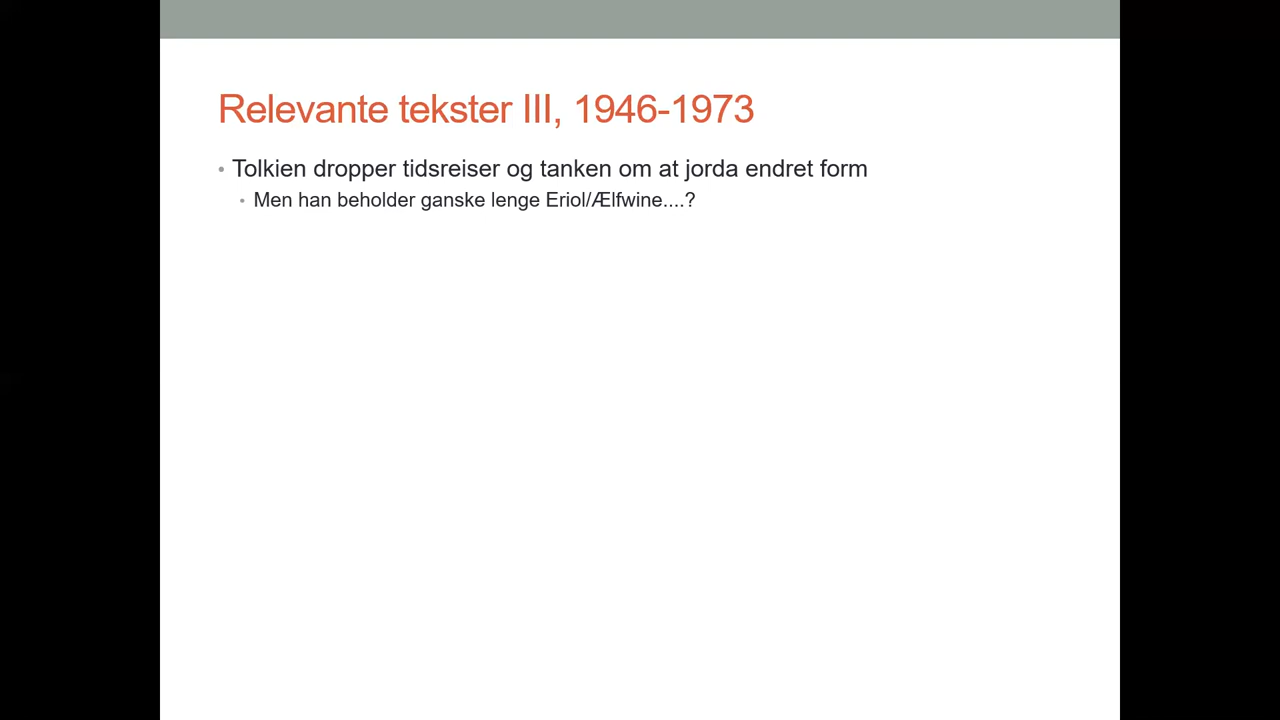 Relevante tekster III, 1946-1973
• Tolkien dropper tidsreiser og tanken om at jorda endret form
• Men han beholder ganske lenge Eriol/Ælfwine....?